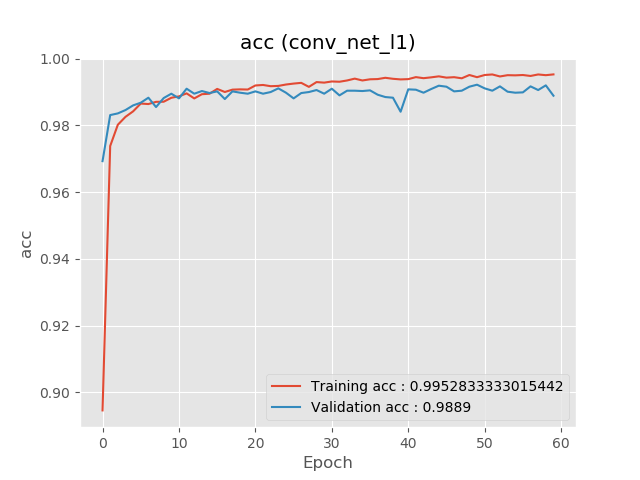 acc (conv_net_l1)
1.00
0.98
0.96
0.94
0.92
0.90
acc
Training acc : 0.9952833333015442
Validation acc : 0.9889
0 10 20 30 40 50 60
Epoch